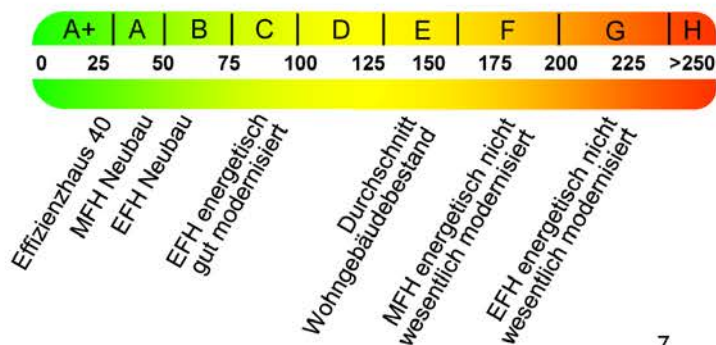 A+ A B C D E F G H
0 25 50 75 100 125 150 175 200 225 >250
Effizienzhaus 40
MFH Neubau
EFH Neubau
EFH energetisch
gut modernisiert
Durchschnitt
Wohngebäudebestand
MFH energetisch nicht
wesentlich modernisiert
EFH energetisch nicht
wesentlich modernisiert
7